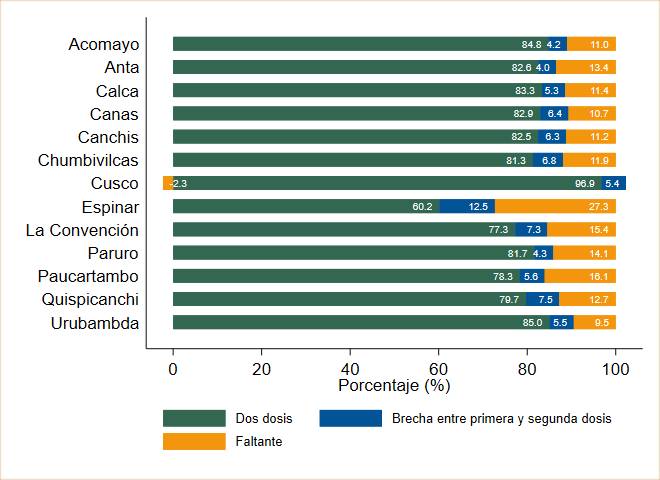 Acomayo 84.8 4.2 11.0
Anta 82.6 4.0 13.4
Calca 83.3 5.3 11.4
Canas 82.9 6.4 10.7
Canchis 82.5 6.3 11.2
Chumbivilcas 81.3 6.8 11.9
Cusco -2.3 96.9 5.4
Espinar 60.2 12.5 27.3
La Convención 77.3 7.3 15.4
Paruro 81.7 4.3 14.1
Paucartambo 78.3 5.6 16.1
Quispicanchi 79.7 7.5 12.7
Urubambda 85.0 5.5 9.5
0 20 40 60 80 100
Porcentaje (%)
Dos dosis Brecha entre primera y segunda dosis
Faltante